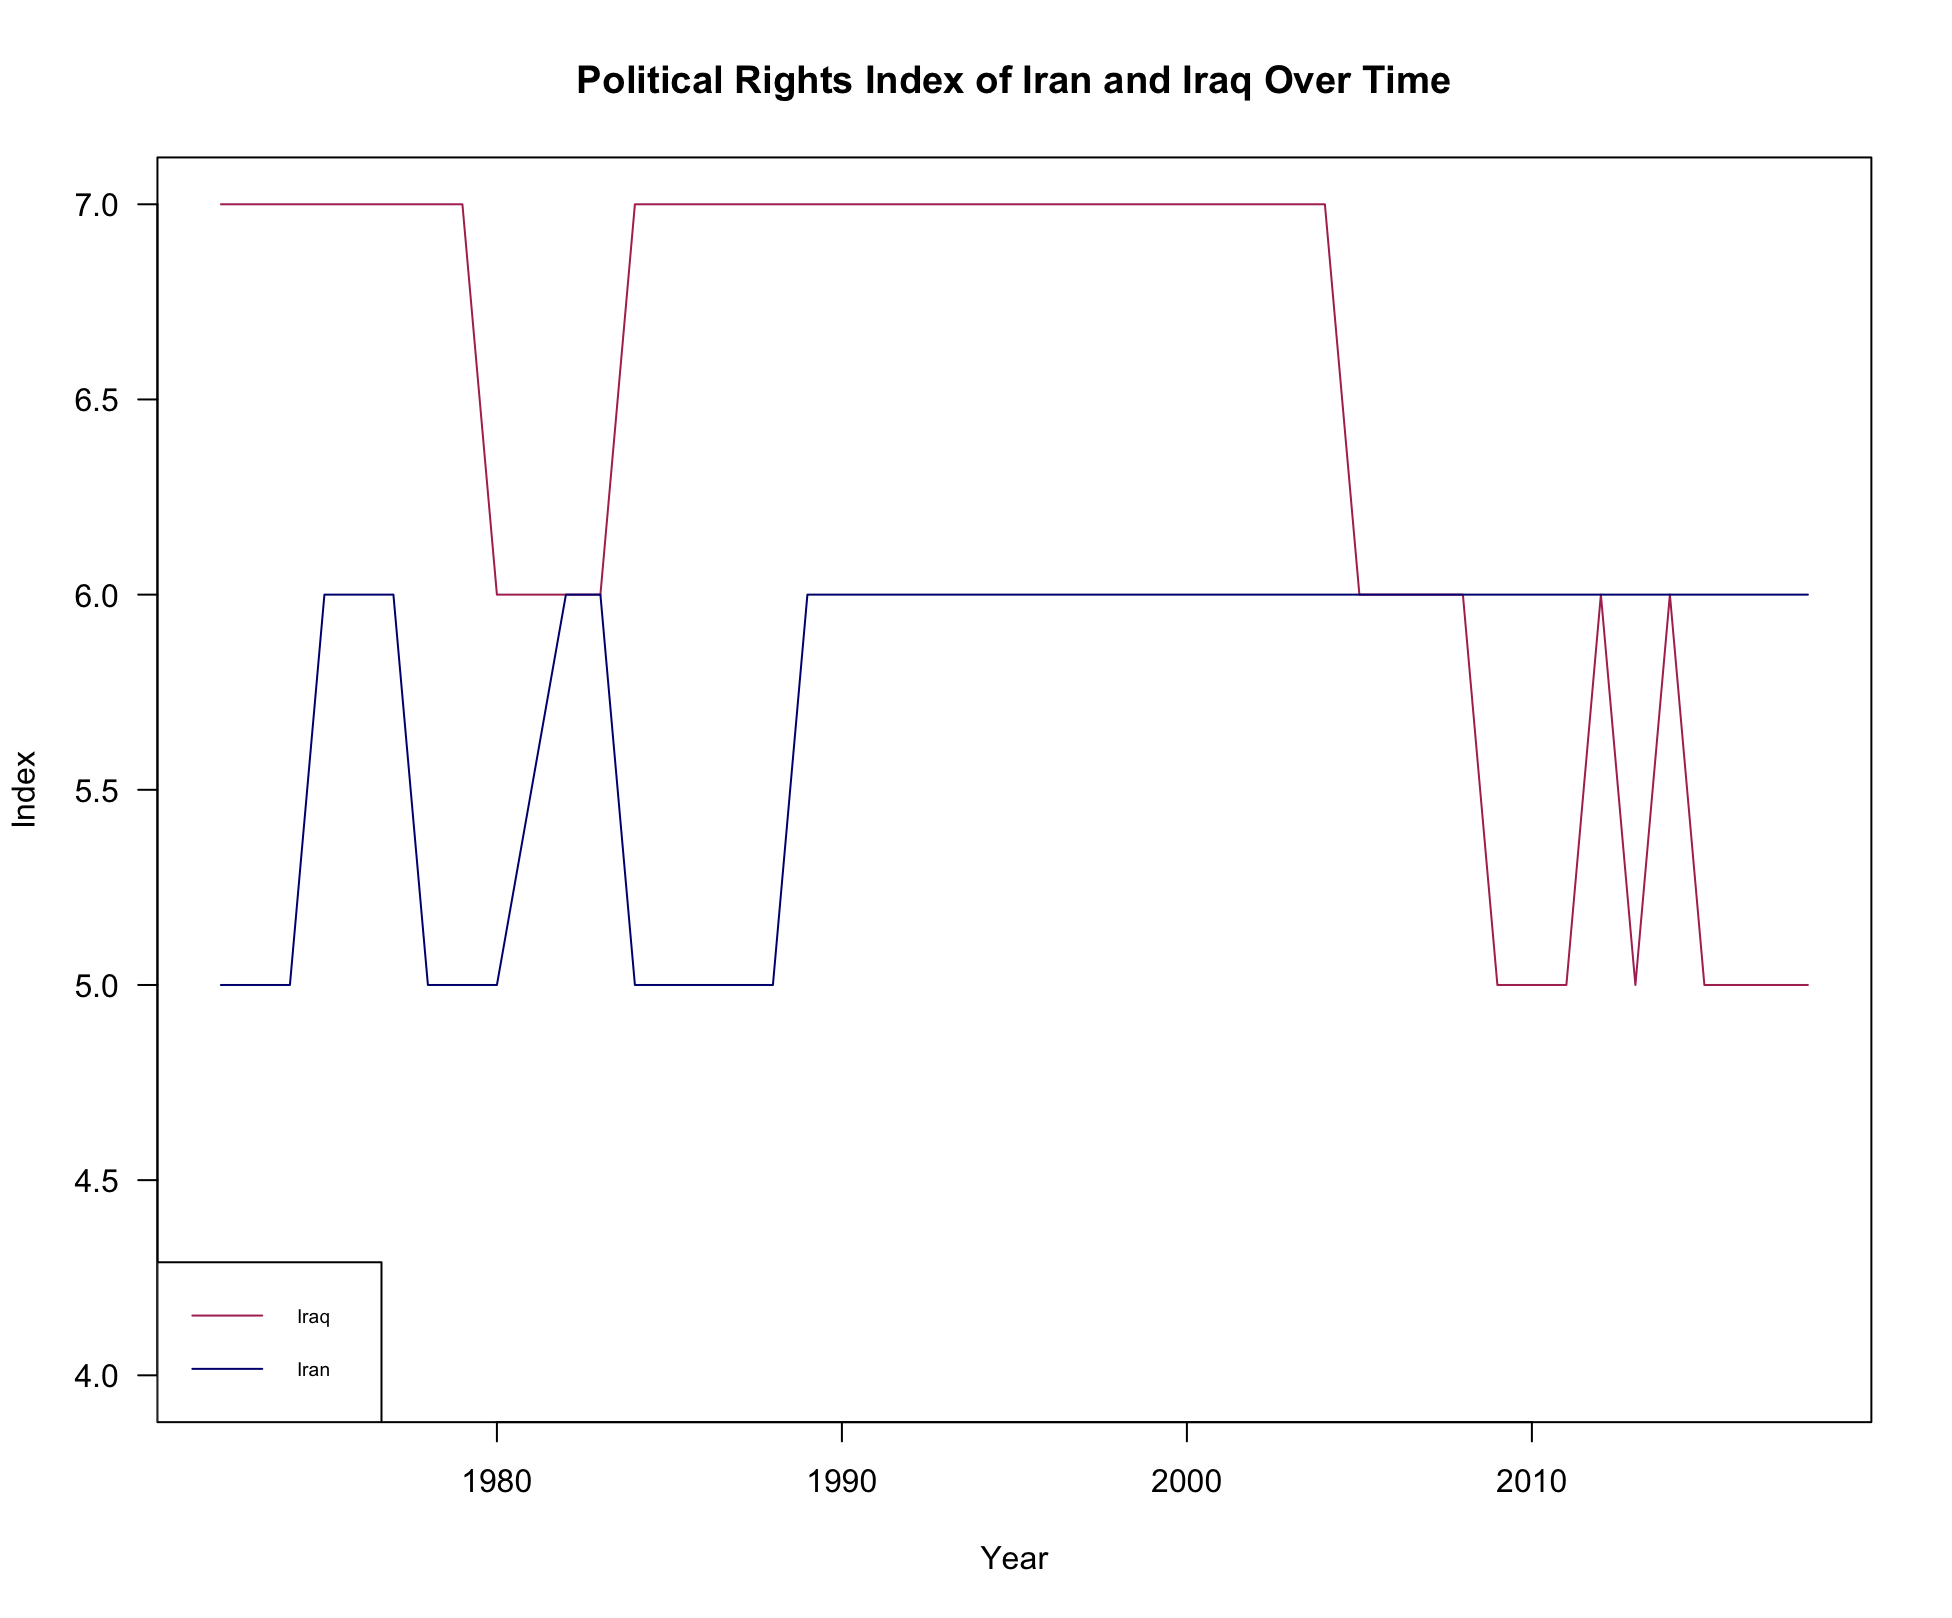 Political Rights Index of Iran and Iraq Over Time
7.0
6.5
6.0
5.5
5.0
4.5
4.0
Index
Iraq
Iran
1980 1990 2000 2010
Year